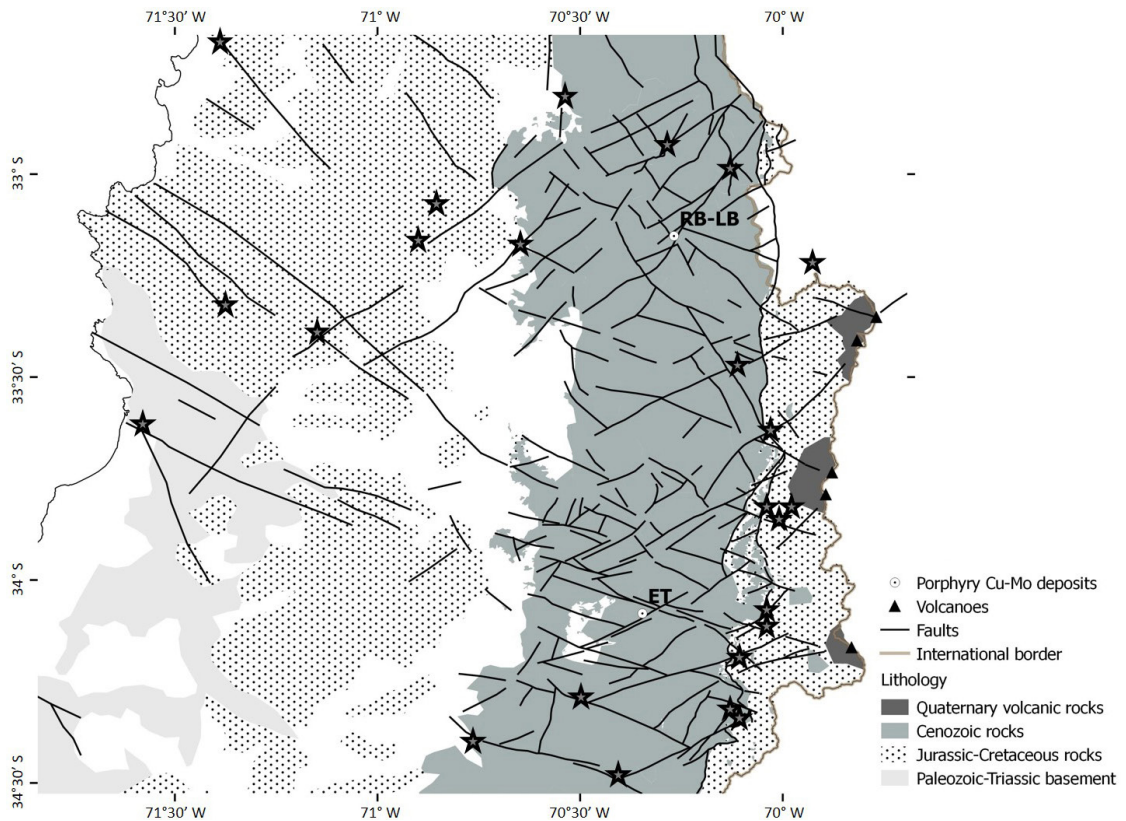 71°30’ W
71° W
70°30’ W
70° W
33°S
33°30’ S
34°S
34°30’ S
RB-LB
ET
Porphyry Cu-Mo deposits
Volcanoes
Faults
International border
Lithology
Quaternary volcanic rocks
Cenozoic rocks
Jurassic-Cretaceous rocks
Paleozoic-Triassic basement
71°30’ W
71° W
70°30’ W
70° W